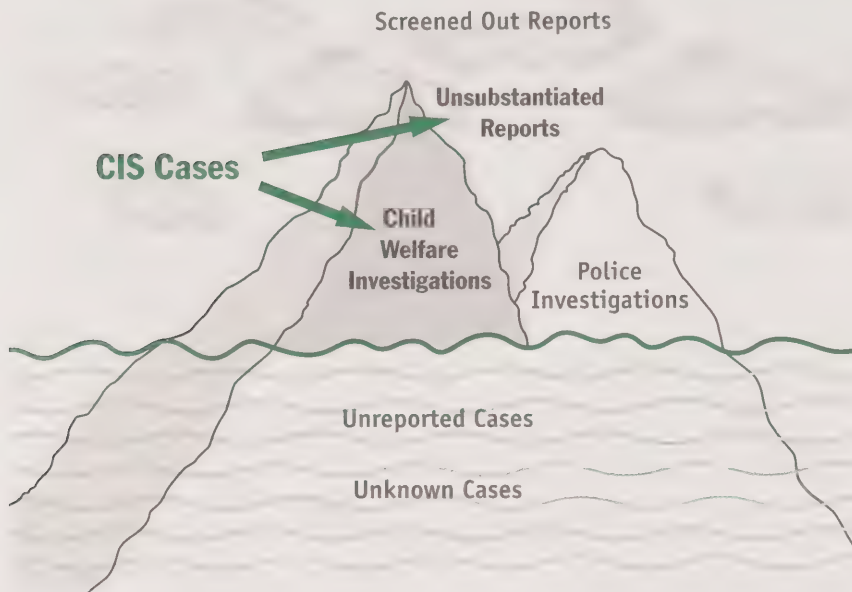 Screened Out Reports
Unsubstantiated
Reports
CIS Cases
Child
Welfare
Investigations
Police
Investigations
Unreported Cases
Unknown Cases